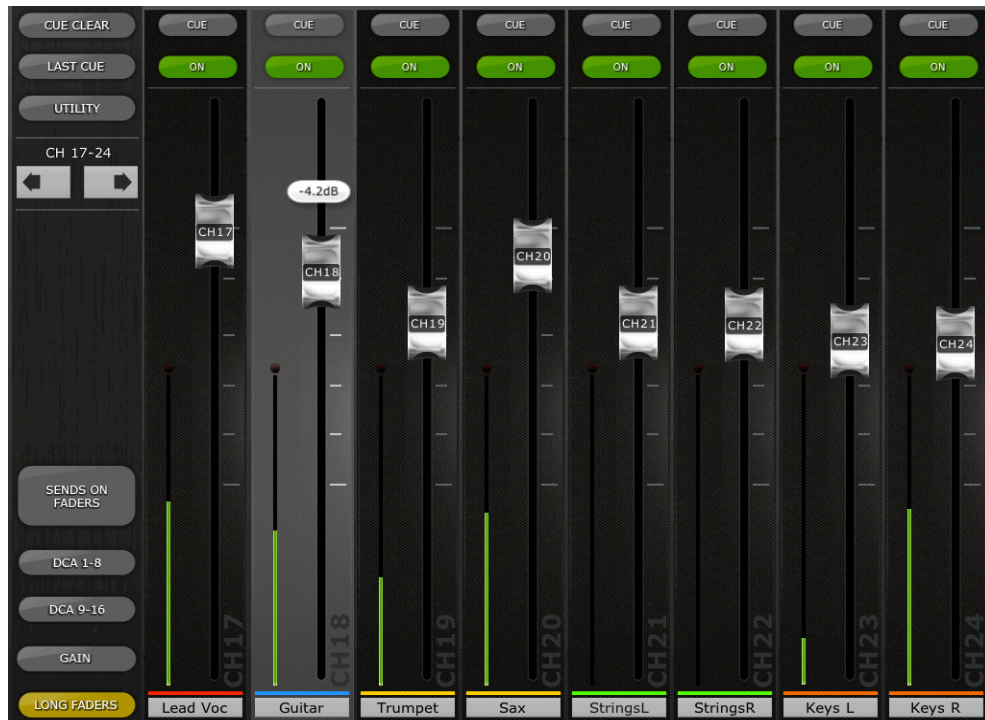 CUE CLEAR
LAST CUE
UTILITY
CH 17-24
SENDS ON
FADERS
DCA 1-8
DCA 9-16
GAIN
LONG FADERS
CUE
ON
CH17
CH17
Lead Voc
CUE
ON
-4.2dB
CH18
CH18
Guitar
CUE
ON
CH19
CH19
Trumpet
CUE
ON
CH20
CH20
Sax
CUE
ON
CH21
CH21
StringsL
CUE
ON
CH22
CH22
StringsR
CUE
ON
CH23
CH23
Keys L
CUE
ON
CH24
CH24
Keys R